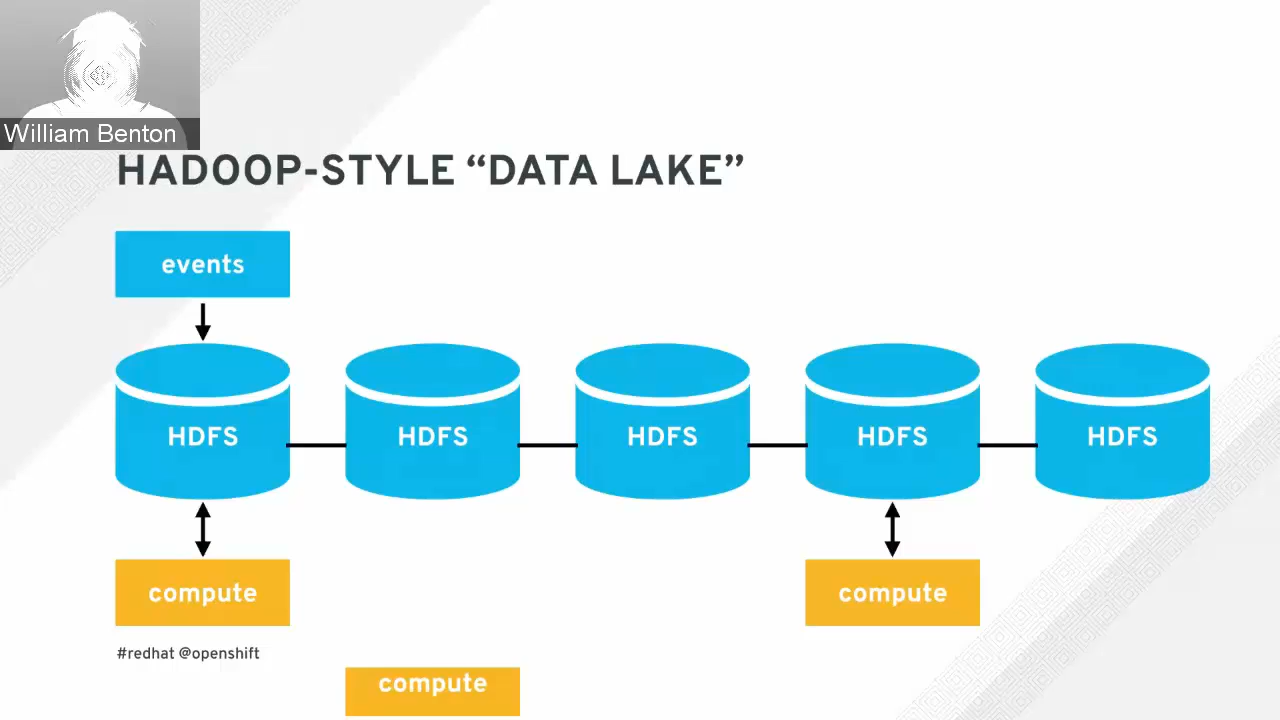 William Benton
HADOOP-STYLE “DATA LAKE”
events
HDFS HDFS HDFS HDFS HDFS
compute compute
#redhat @openshift
compute